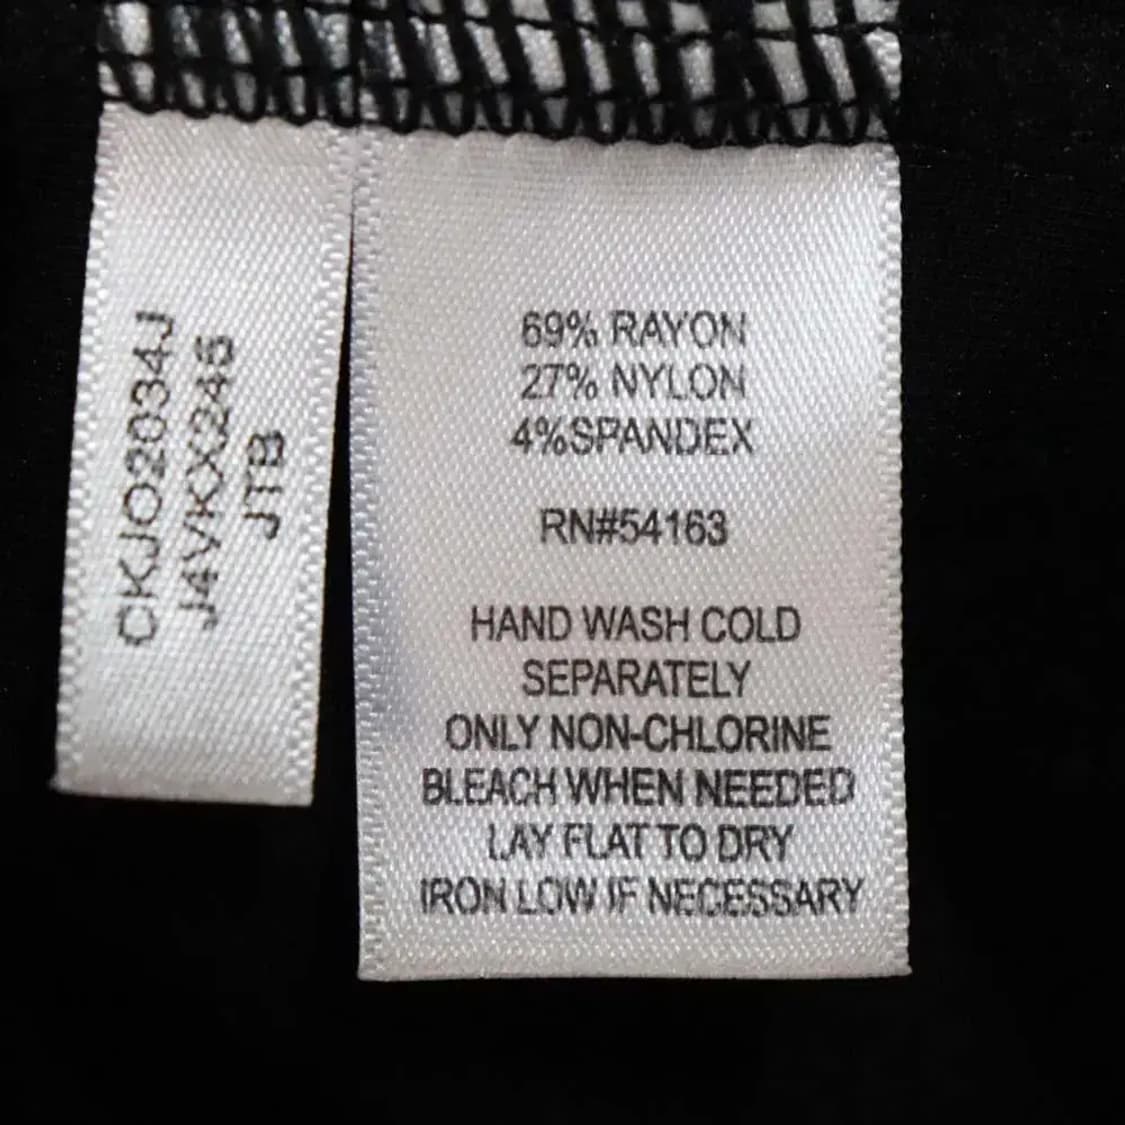 CKJO2034J
J4VKX245
JTB
69% RAYON
27% NYLON
4%SPANDEX
RN#54163
HAND WASH COLD
SEPARATELY
ONLY NON-CHLORINE
BLEACH WHEN NEEDED
LAY FLAT TO DRY
IRON LOW IF NECESSARY